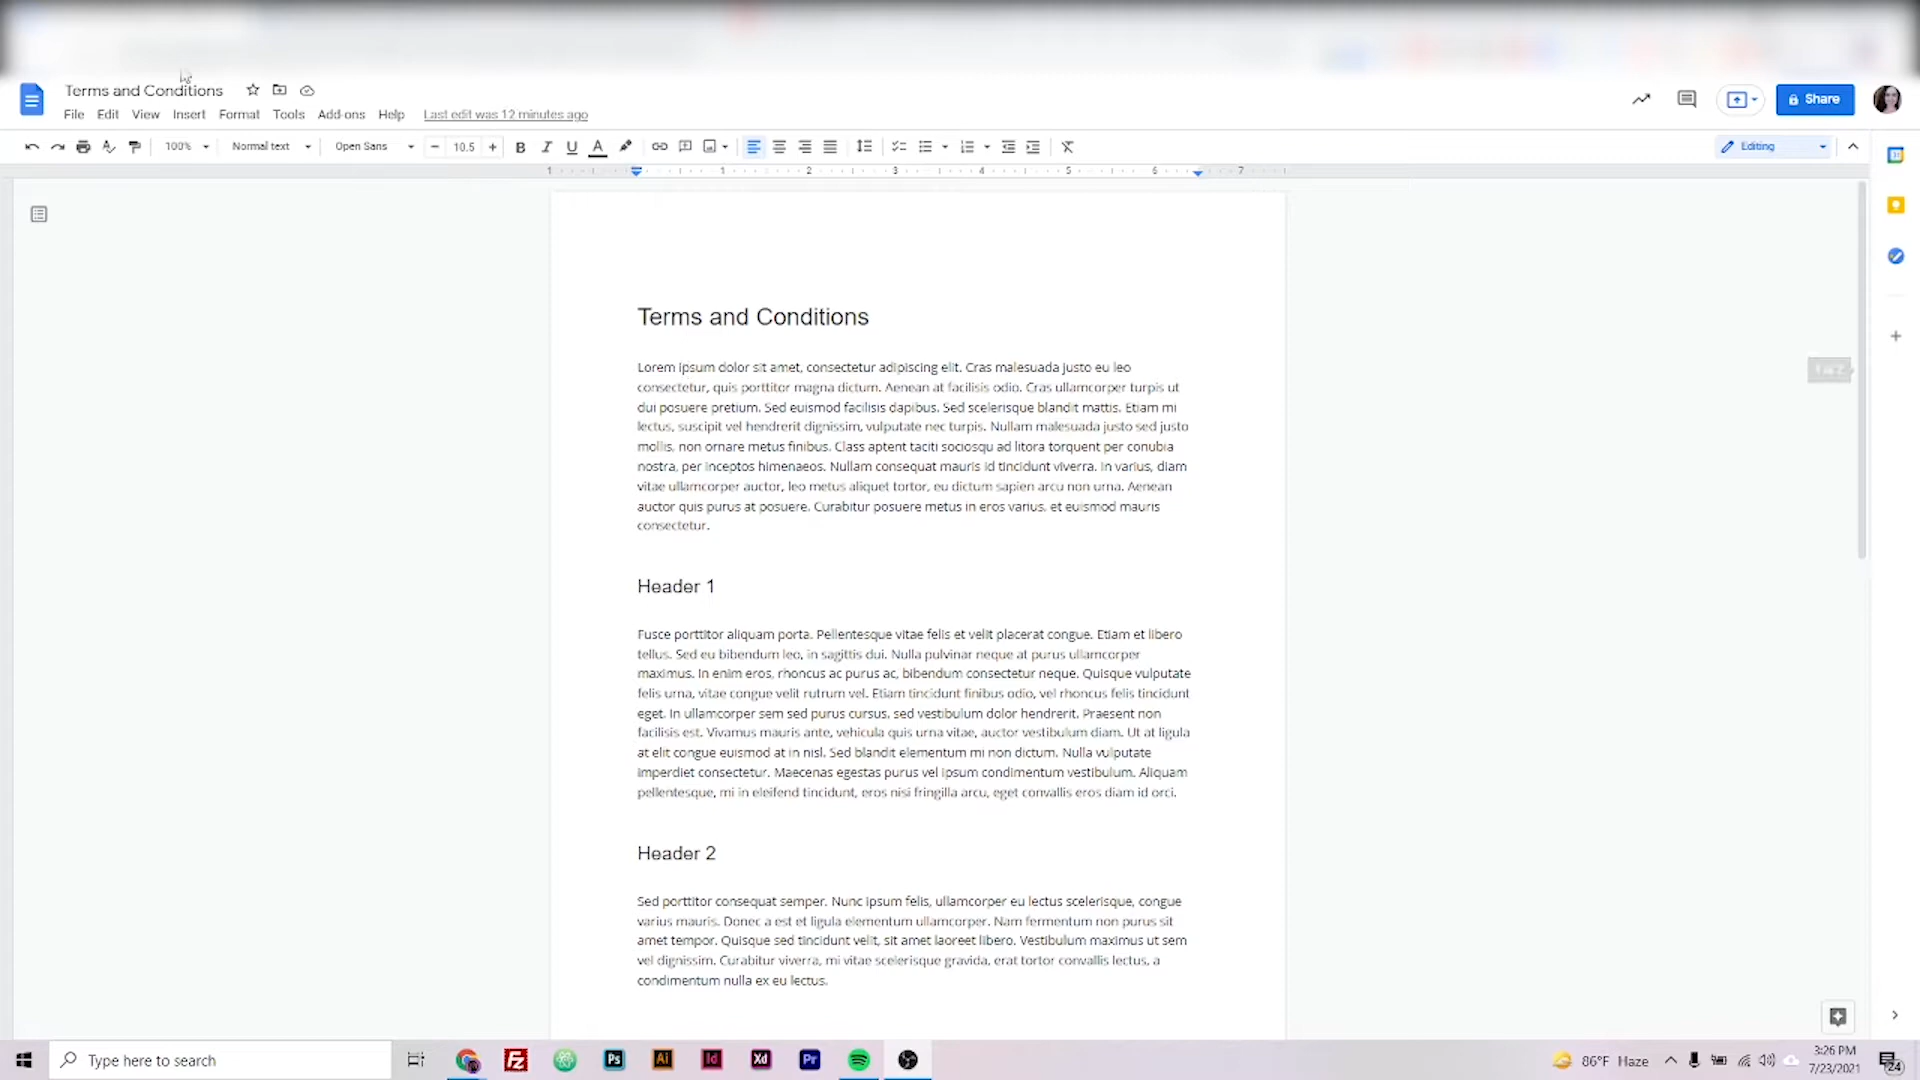 Terms and Conditions
File Edit View Insert Format Tools Add-ons Help Last edit was 12 minutes ago
Share
100% Normal text Open Sans 10.5 Editing
1 1 2 3 4 5 6 7
Terms and Conditions
Lorem ipsum dolor sit amet, consectetur adipiscing elit. Cras malesuada justo eu leo
consectetur, quis porttitor magna dictum. Aenean at facilisis odio. Cras ullamcorper turpis ut
dui posuere pretium. Sed euismod facilisis dapibus. Sed scelerisque blandit mattis. Etiam mi
lectus, suscipit vel hendrerit dignissim, vulputate nec turpis. Nullam malesuada justo sed justo
mollis, non ornare metus finibus. Class aptent taciti sociosqu ad litora torquent per conubia
nostra, per inceptos himenaeos. Nullam consequat mauris id tincidunt viverra. In varius, diam
vitae ullamcorper auctor, leo metus aliquet tortor, eu dictum sapien arcu non urna. Aenean
auctor quis purus at posuere. Curabitur posuere metus in eros varius, et euismod mauris
consectetur.
Header 1
Fusce porttitor aliquam porta. Pellentesque vitae felis et velit placerat congue. Etiam et libero
tellus. Sed eu bibendum leo, in sagittis dui. Nulla pulvinar neque at purus ullamcorper
maximus. In enim eros, rhoncus ac purus ac, bibendum consectetur neque. Quisque vulputate
felis urna, vitae congue velit rutrum vel. Etiam tincidunt finibus odio, vel rhoncus felis tincidunt
eget. In ullamcorper sem sed purus cursus, sed vestibulum dolor hendrerit. Praesent non
facilisis est. Vivamus mauris ante, vehicula quis urna vitae, auctor vestibulum diam. Ut at ligula
at elit congue euismod at in nisl. Sed blandit elementum mi non dictum. Nulla vulputate
imperdiet consectetur. Maecenas egestas purus vel ipsum condimentum vestibulum. Aliquam
pellentesque, mi in eleifend tincidunt, eros nisi fringilla arcu, eget convallis eros diam id orci.
Header 2
Sed porttitor consequat semper. Nunc ipsum felis, ullamcorper eu lectus scelerisque, congue
varius mauris. Donec a est et ligula elementum ullamcorper. Nam fermentum non purus sit
amet tempor. Quisque sed tincidunt velit, sit amet laoreet libero. Vestibulum maximus ut sem
vel dignissim. Curabitur viverra, mi vitae scelerisque gravida, erat tortor convallis lectus, a
condimentum nulla ex eu lectus.
Type here to search
Ps Ai Id Xd Pr
86°F Haze
3:26 PM
7/23/2021
24